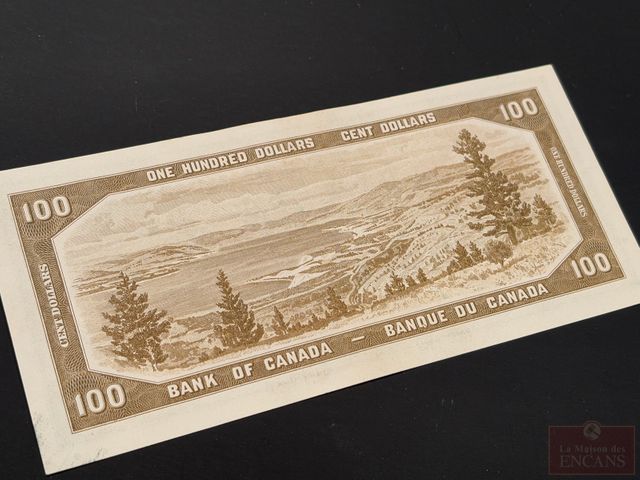 ONE HUNDRED DOLLARS CENT DOLLARS
100
100
CENT DOLLARS
ONE HUNDRED DOLLARS
100
100
BANK OF CANADA — BANQUE DU CANADA
La Maison des
ENCANS